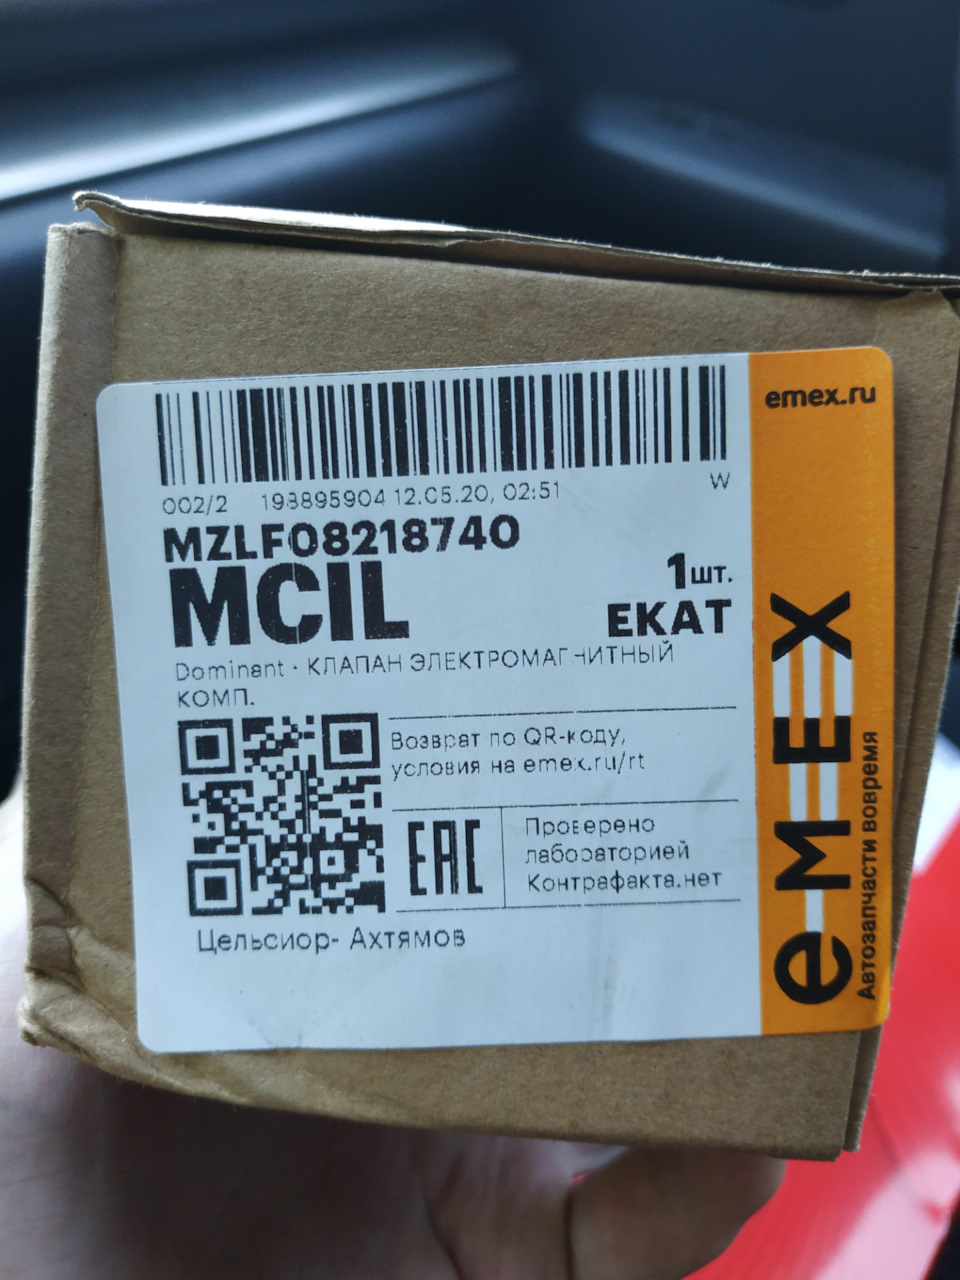 002/2 198895904 12.05.20, 02:51 W
MZLF08218740
MCIL
1шт.
EKAT
Dominant · КЛАПАН ЭЛЕКТРОМАГНИТНЫЙ
КОМП.
Возврат по QR-коду,
условия на emex.ru/rt
EAC
Проверено
лабораторией
Контрафакта.нет
Цельсиор- Ахтямов
emex.ru
e-MEX
Автозапчасти вовремя